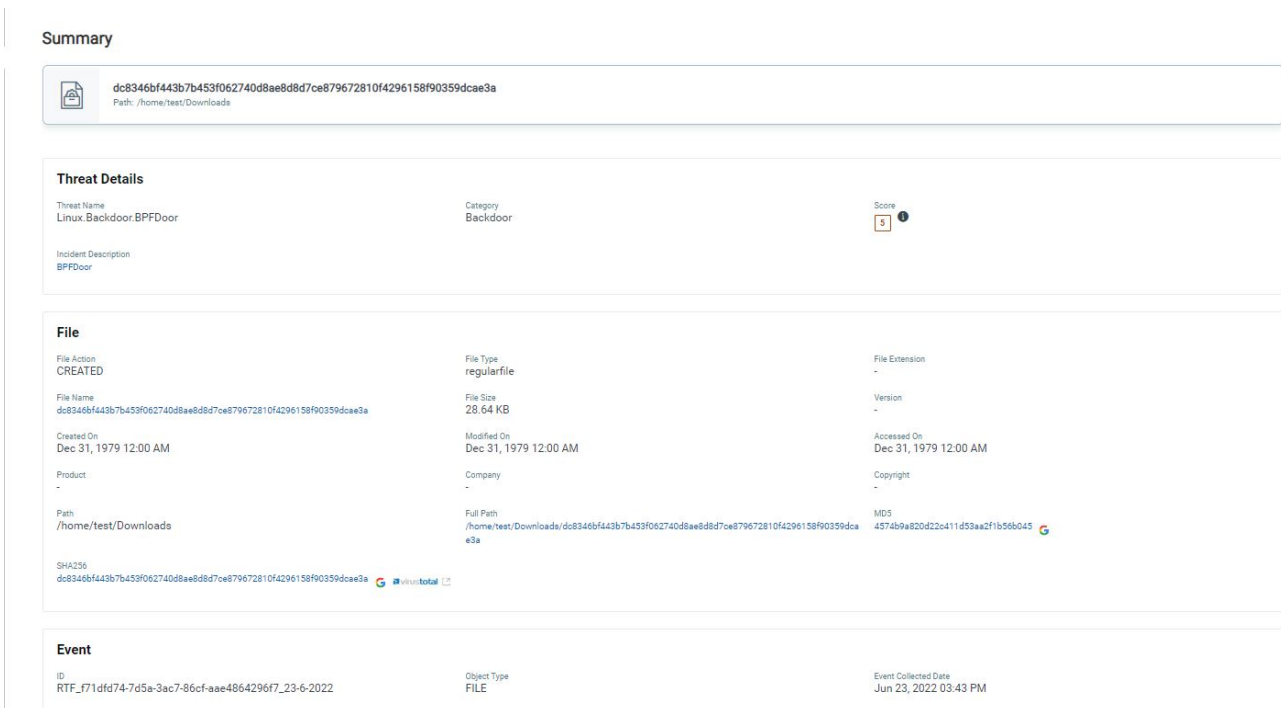 Summary
dc8346bf443b7b453f062740d8ae8d8d7ce879672810f4296158f90359dcae3a
Path: /home/test/Downloads
Threat Details
Threat Name
Linux.Backdoor.BPFDoor
Category
Backdoor
Score
5
Incident Description
BPFDoor
File
File Action
CREATED
File Type
regularfile
File Extension
-
File Name
dc8346bf443b7b453f062740d8ae8d8d7ce879672810f4296158f90359dcae3a
File Size
28.64 KB
Version
-
Created On
Dec 31, 1979 12:00 AM
Modified On
Dec 31, 1979 12:00 AM
Accessed On
Dec 31, 1979 12:00 AM
Product
-
Company
-
Copyright
-
Path
/home/test/Downloads
Full Path
/home/test/Downloads/dc8346bf443b7b453f062740d8ae8d8d7ce879672810f4296158f90359dca
e3a
MD5
4574b9a820d22c411d53aa2f1b56b045
SHA256
dc8346bf443b7b453f062740d8ae8d8d7ce879672810f4296158f90359dcae3a
virustotal
Event
ID
RTF_f71dfd74-7d5a-3ac7-86cf-aae4864296f7_23-6-2022
Object Type
FILE
Event Collected Date
Jun 23, 2022 03:43 PM